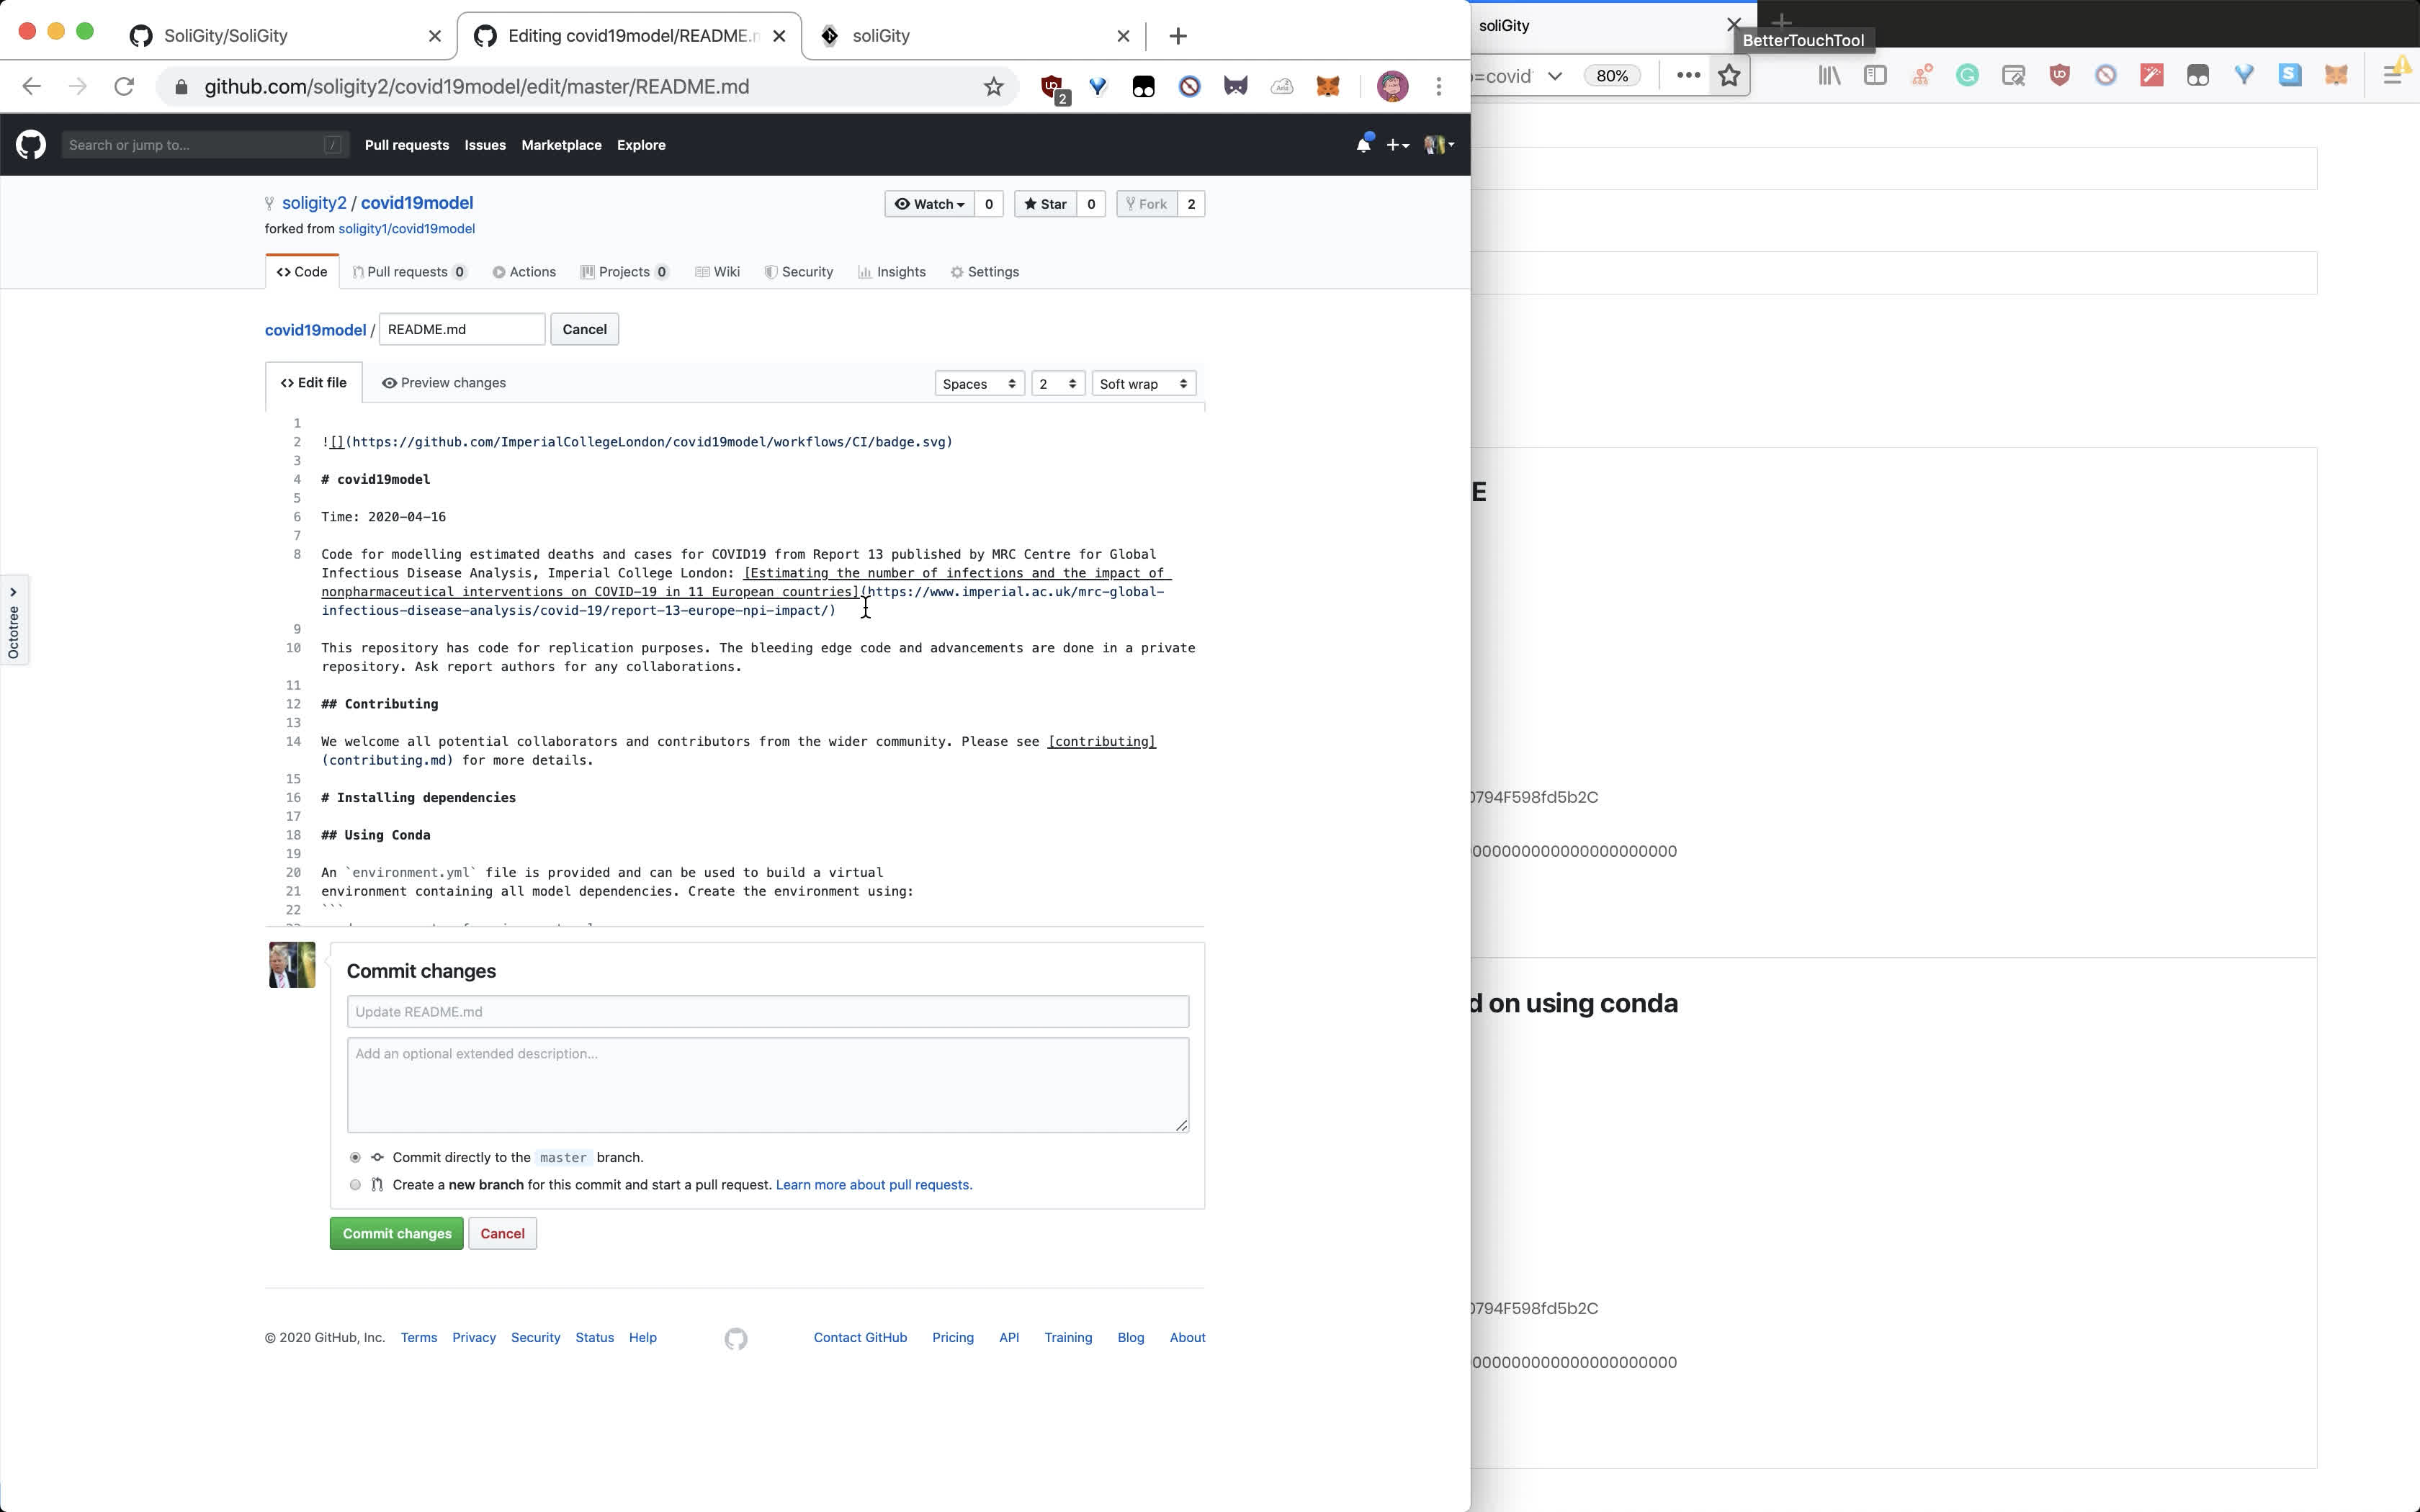 SoliGity/SoliGity
Editing covid19model/README.m
soliGity
soliGity
BetterTouchTool
github.com/soligity2/covid19model/edit/master/README.md
2
=covid
80%
Search or jump to...
/
Pull requests
Issues
Marketplace
Explore
soligity2 / covid19model
Watch
0
Star
0
Fork
2
forked from soligity1/covid19model
Code
Pull requests 0
Actions
Projects 0
Wiki
Security
Insights
Settings
covid19model /
README.md
Cancel
Edit file
Preview changes
Spaces
2
Soft wrap
1
2 ![](https://github.com/ImperialCollegeLondon/covid19model/workflows/CI/badge.svg)
3
4 # covid19model
5
6 Time: 2020-04-16
7
8 Code for modelling estimated deaths and cases for COVID19 from Report 13 published by MRC Centre for Global
Infectious Disease Analysis, Imperial College London: [Estimating the number of infections and the impact of
nonpharmaceutical interventions on COVID-19 in 11 European countries](https://www.imperial.ac.uk/mrc-global-
infectious-disease-analysis/covid-19/report-13-europe-npi-impact/)
9
10 This repository has code for replication purposes. The bleeding edge code and advancements are done in a private
repository. Ask report authors for any collaborations.
11
12 ## Contributing
13
14 We welcome all potential collaborators and contributors from the wider community. Please see [contributing]
(contributing.md) for more details.
15
16 # Installing dependencies
17
18 ## Using Conda
19
20 An `environment.yml` file is provided and can be used to build a virtual
21 environment containing all model dependencies. Create the environment using:
22 ```
Octotree
Commit changes
Update README.md
Add an optional extended description...
Commit directly to the master branch.
Create a new branch for this commit and start a pull request. Learn more about pull requests.
Commit changes
Cancel
© 2020 GitHub, Inc.
Terms
Privacy
Security
Status
Help
Contact GitHub
Pricing
API
Training
Blog
About
E
0794F598fd5b2C
0000000000000000000000
d on using conda
0794F598fd5b2C
0000000000000000000000